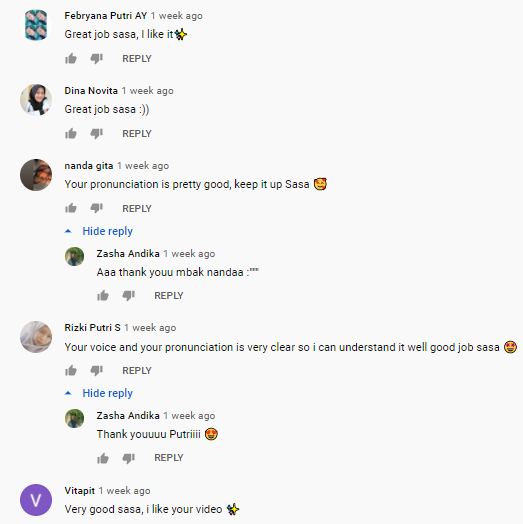 Febryana Putri AY 1 week ago
Great job sasa, I like it✨
REPLY
Dina Novita 1 week ago
Great job sasa :))
REPLY
nanda gita 1 week ago
Your pronunciation is pretty good, keep it up Sasa 🥰
REPLY
Hide reply
Zasha Andika 1 week ago
Aaa thank youu mbak nandaa :"""
REPLY
Rizki Putri S 1 week ago
Your voice and your pronunciation is very clear so i can understand it well good job sasa 🤩
REPLY
Hide reply
Zasha Andika 1 week ago
Thank youuuu Putriiii 🤩
REPLY
V
Vitapit 1 week ago
Very good sasa, i like your video ✨